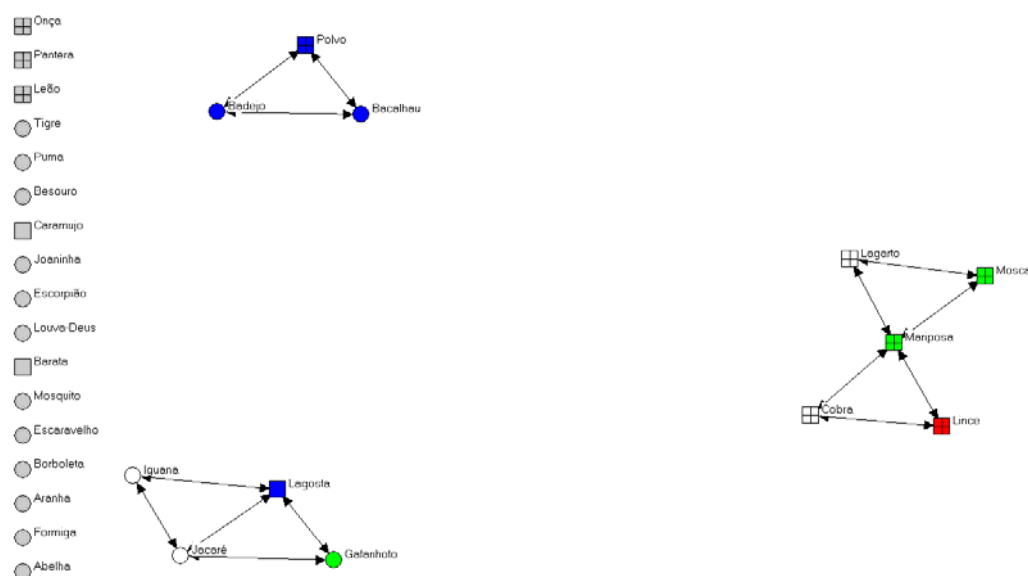 Onça
Pantera
Leão
Tigre
Puma
Besouro
Caramujo
Joaninha
Escorpião
Louva-Deus
Barata
Mosquito
Escaravelho
Borboleta
Aranha
Formiga
Abelha
Polvo
Badejo
Bacalhau
Lagarto
Mosca
Mariposa
Cobra
Lince
Iguana
Lagosta
Jacaré
Gafanhoto